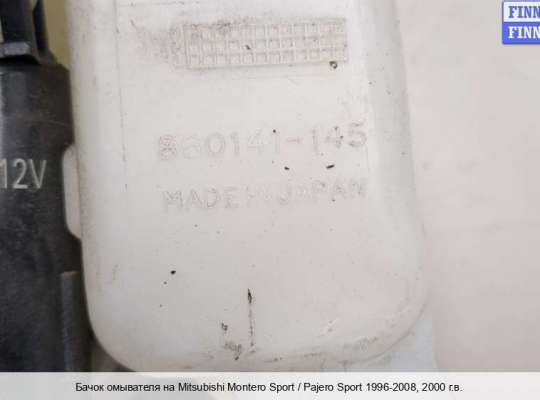 FINN
FINN
860141-145
MADE IN JAPAN
12V
Бачок омывателя на Mitsubishi Montero Sport / Pajero Sport 1996-2008, 2000 г.в.